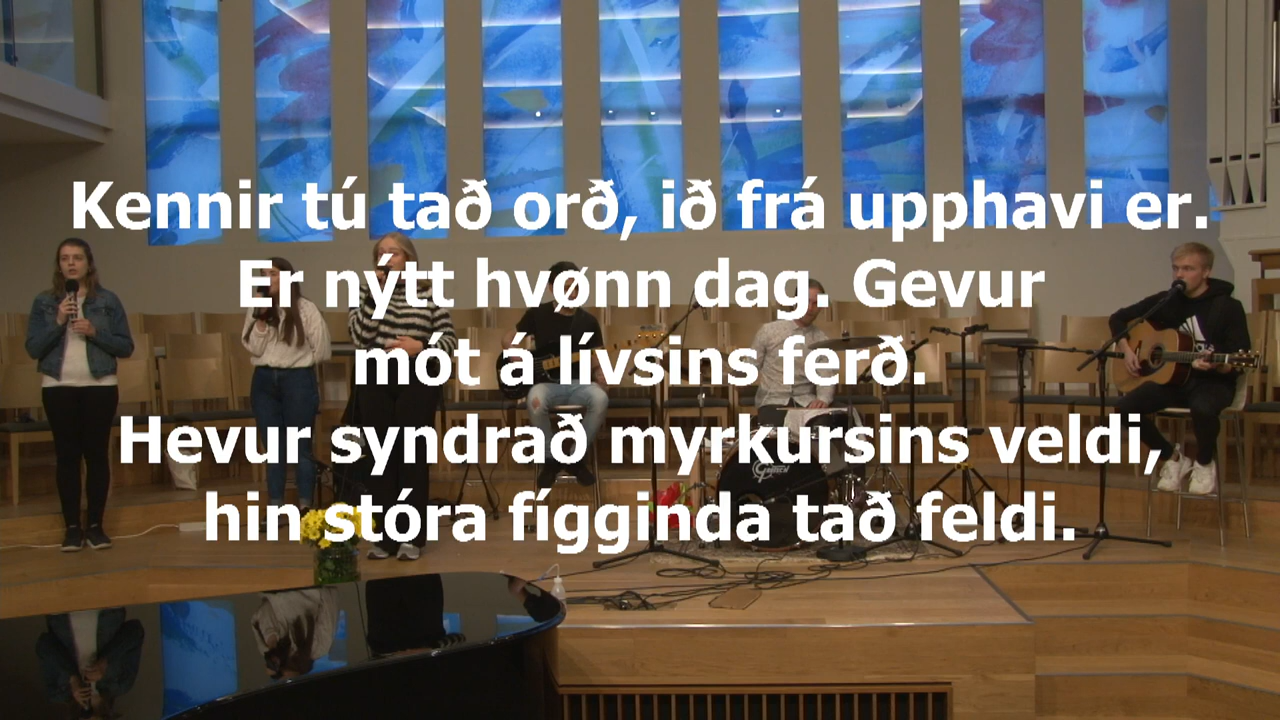 Kennir tú tað orð, ið frá upphavi er.
Er nýtt hvønn dag. Gevur
mót á lívsins ferð.
Hevur syndrað myrkursins veldi,
hin stóra fígginda tað feldi.
Gretsch